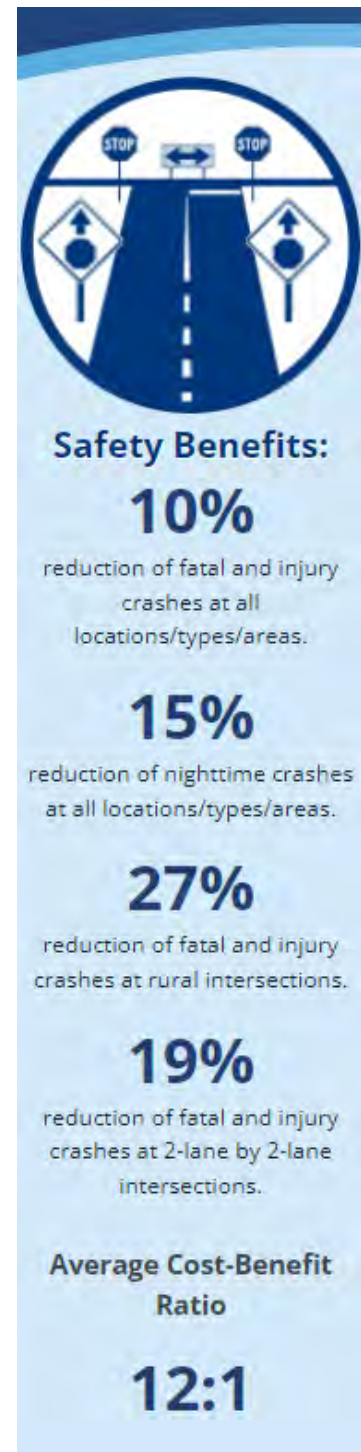 STOP
STOP
Safety Benefits:
10%
reduction of fatal and injury
crashes at all
locations/types/areas.
15%
reduction of nighttime crashes
at all locations/types/areas.
27%
reduction of fatal and injury
crashes at rural intersections.
19%
reduction of fatal and injury
crashes at 2-lane by 2-lane
intersections.
Average Cost-Benefit
Ratio
12:1